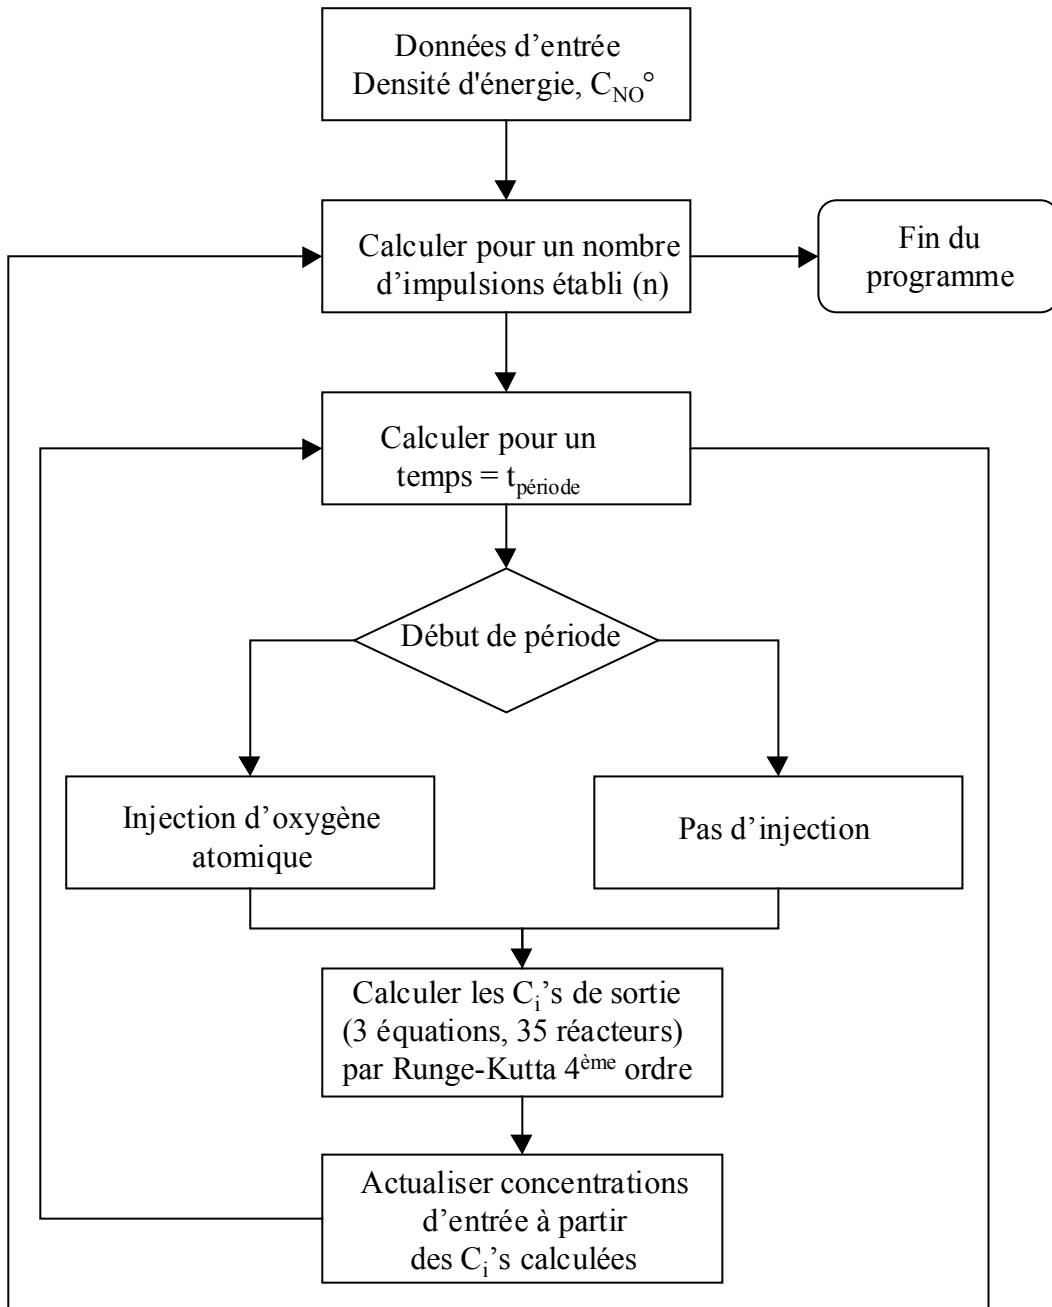 Données d’entrée
Densité d'énergie, C_NO°
Calculer pour un nombre
d’impulsions établi (n)
Fin du
programme
Calculer pour un
temps = t_période
Début de période
Injection d’oxygène
atomique
Pas d’injection
Calculer les C_i’s de sortie
(3 équations, 35 réacteurs)
par Runge-Kutta 4^ème ordre
Actualiser concentrations
d’entrée à partir
des C_i’s calculées